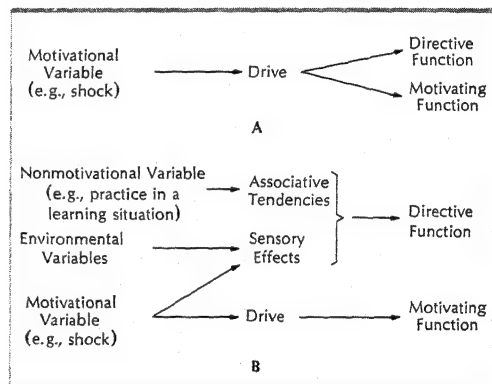 Directive
Function
Motivational
Variable
(e.g., shock)
Drive
Motivating
Function
A
Nonmotivational Variable
(e.g., practice in a
learning situation)
Associative
Tendencies
Directive
Function
Environmental
Variables
Sensory
Effects
Motivational
Variable
(e.g., shock)
Drive
Motivating
Function
B